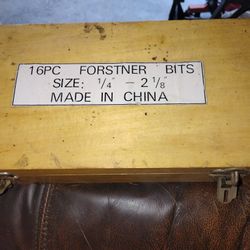 16PC FORSTNER BITS
SIZE; 1/4" - 2 1/8"
MADE IN CHINA